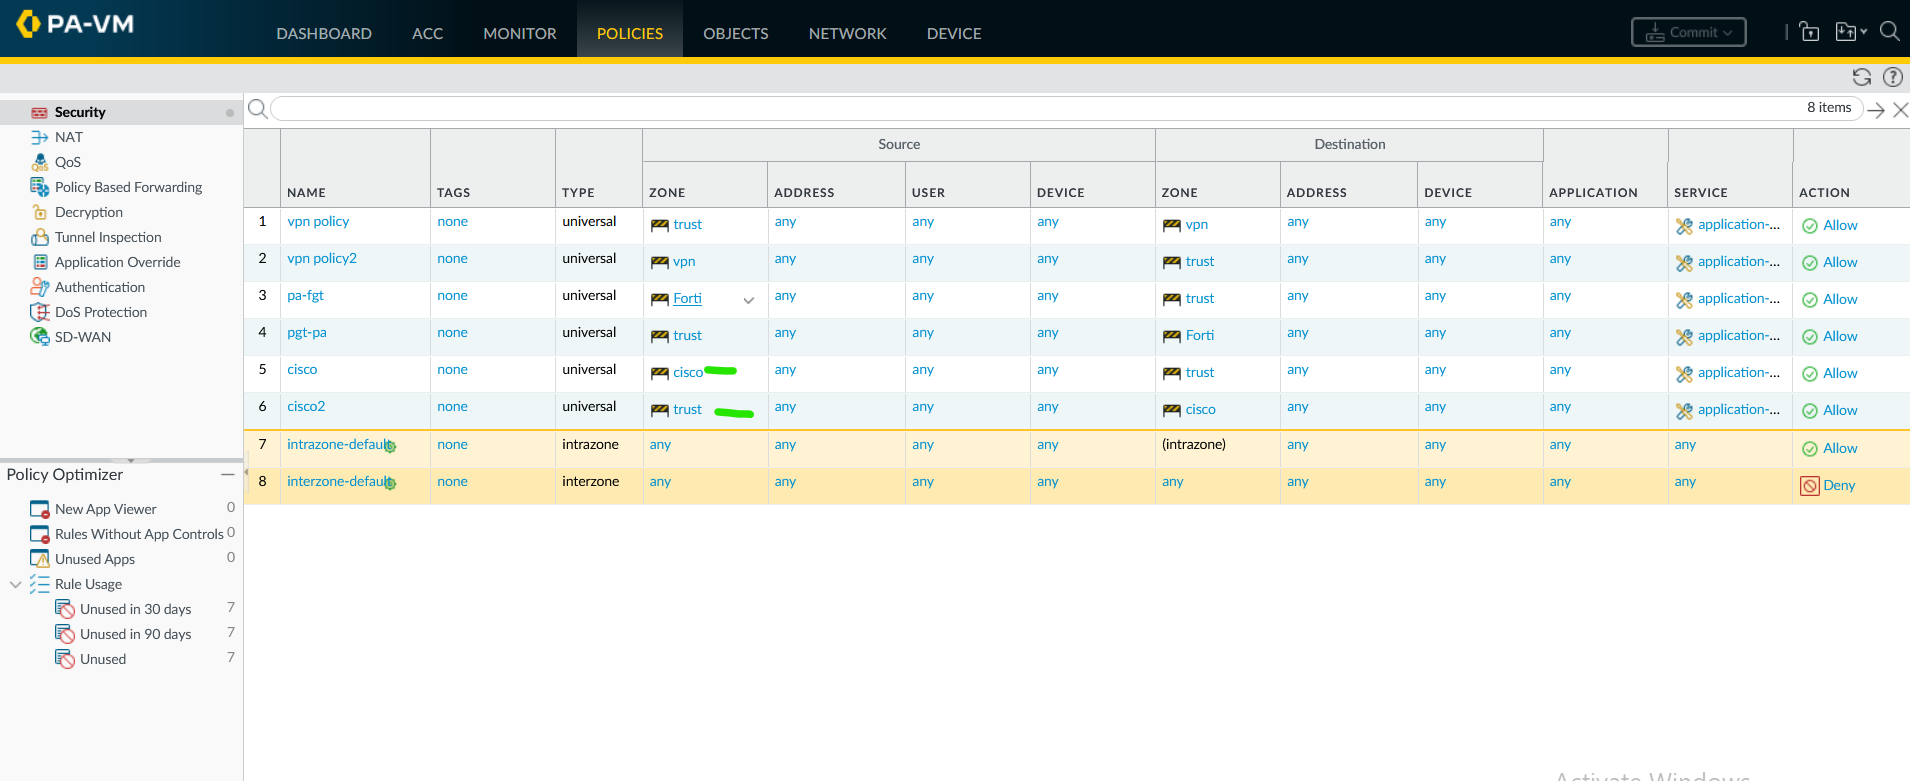 PA-VM
DASHBOARD ACC MONITOR POLICIES OBJECTS NETWORK DEVICE Commit
Security
NAT
QoS
Policy Based Forwarding
Decryption
Tunnel Inspection
Application Override
Authentication
DoS Protection
SD-WAN
Policy Optimizer
New App Viewer 0
Rules Without App Controls 0
Unused Apps 0
Rule Usage
Unused in 30 days 7
Unused in 90 days 7
Unused 7
8 items
Source Destination
NAME TAGS TYPE ZONE ADDRESS USER DEVICE ZONE ADDRESS DEVICE APPLICATION SERVICE ACTION
1 vpn policy none universal trust any any any vpn any any any application-... Allow
2 vpn policy2 none universal vpn any any any trust any any any application-... Allow
3 pa-fgt none universal Forti any any any trust any any any application-... Allow
4 pgt-pa none universal trust any any any Forti any any any application-... Allow
5 cisco none universal cisco any any any trust any any any application-... Allow
6 cisco2 none universal trust any any any cisco any any any application-... Allow
7 intrazone-default none intrazone any any any any (intrazone) any any any any Allow
8 interzone-default none interzone any any any any any any any any any Deny
Activate Windows